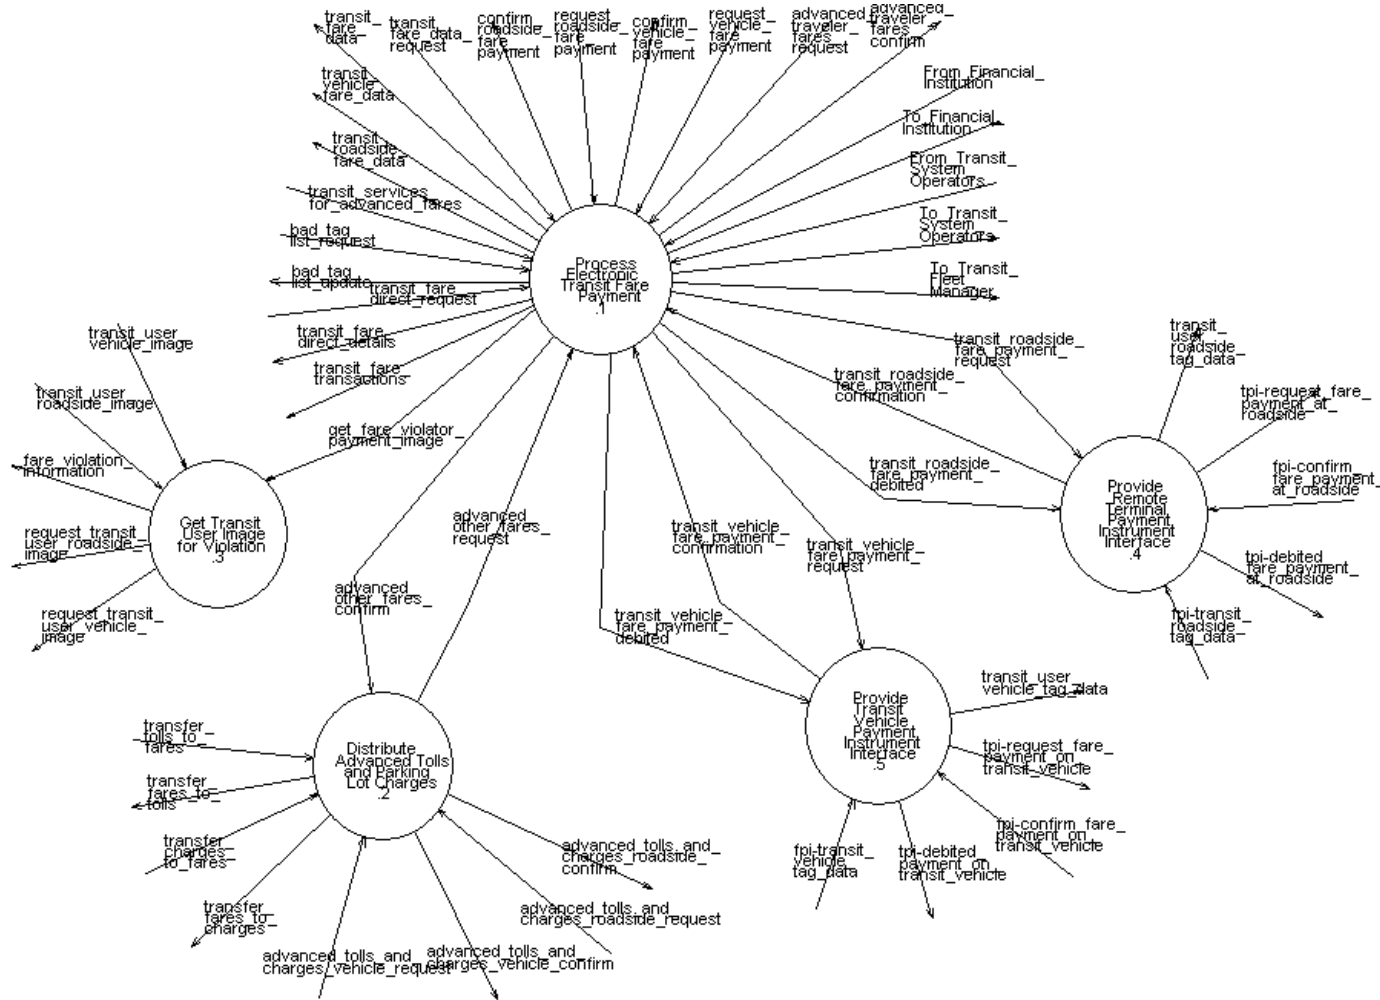 transit_
fare_
data_
transit_
fare_data_
request
confirm_
roadside_
fare_
payment
request_
roadside_
fare_
payment
confirm_
vehicle_
fare_
payment
request_
vehicle_
fare_
payment
advanced_
traveler_
fares_
request
advanced_
traveler_
fares_
confirm
transit_
vehicle_
fare_data
From_Financial_
Institution
To_Financial_
Institution
transit_
roadside_
fare_data
From_Transit_
System_
Operators
transit_services_
for_advanced_fares
To_Transit_
System_
Operators
bad_tag_
list_request
bad_tag_
list_update
To_Transit_
Fleet_
Manager
Process
Electronic
Transit Fare
Payment
.1
transit_fare_
direct_request
transit_fare_
direct_details
transit_fare_
transactions
transit_user_
vehicle_image
transit_user_
roadside_image
fare_violation_
information
request_transit_
user_roadside_
image
request_transit_
user_vehicle_
image
get_fare_violator_
payment_image
Get Transit
User Image
for Violation
.3
transit_roadside_
fare_payment_
request
transit_roadside_
fare_payment_
confirmation
transit_roadside_
fare_payment_
debited
transit_
user_
roadside_
tag_data
tpi-request_fare_
payment_at_
roadside
fpi-confirm_
fare_payment_
at_roadside
tpi-debited_
fare_payment_
at_roadside
fpi-transit_
roadside_
tag_data
Provide
Remote
Terminal
Payment
Instrument
Interface
.4
advanced_
other_fares_
request
advanced_
other_fares_
confirm
transit_vehicle_
fare_payment_
confirmation
transit_vehicle_
fare_payment_
request
transit_vehicle_
fare_payment_
debited
Provide
Transit
Vehicle
Payment
Instrument
Interface
.5
transit_user_
vehicle_tag_data
tpi-request_fare_
payment_on_
transit_vehicle
fpi-confirm_fare_
payment_on_
transit_vehicle
tpi-debited_
payment_on_
transit_vehicle
fpi-transit_
vehicle_
tag_data
Distribute
Advanced Tolls
and Parking
Lot Charges
.2
transfer_
tolls_to_
fares
transfer_
fares_to_
tolls
transfer_
charges_
to_fares
transfer_
fares_to_
charges
advanced_tolls_and_
charges_roadside_
confirm
advanced_tolls_and_
charges_roadside_request
advanced_tolls_and_
charges_vehicle_request
advanced_tolls_and_
charges_vehicle_confirm